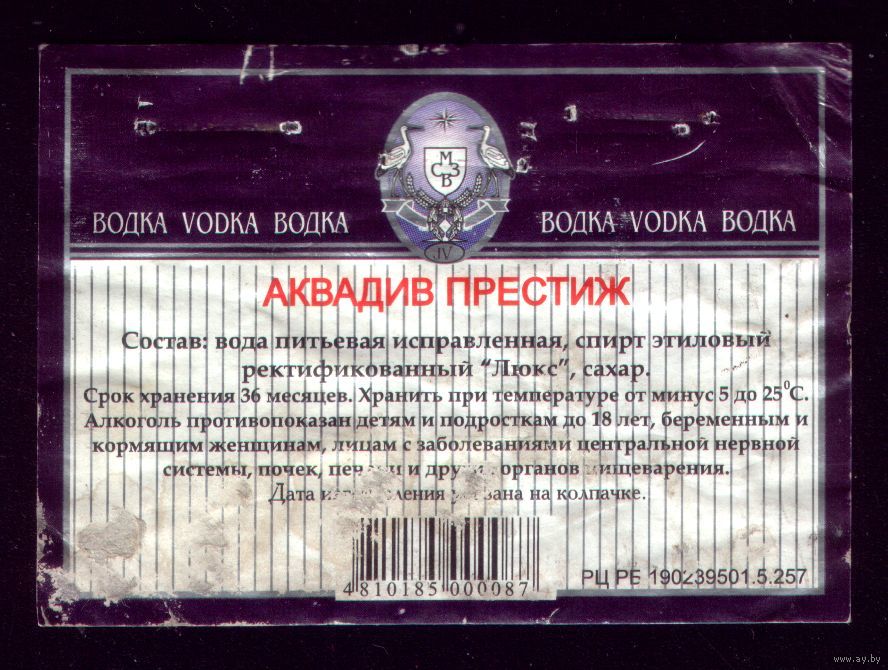 М
С З
В
ВОДКА VODKA ВОДКА
ВОДКА VODKA ВОДКА
IV
АКВАДИВ ПРЕСТИЖ
Состав: вода питьевая исправленная, спирт этиловый
ректификованный “Люкс”, сахар.
Срок хранения 36 месяцев. Хранить при температуре от минус 5 до 25⁰С.
Алкоголь противопоказан детям и подросткам до 18 лет, беременным и
кормящим женщинам, лицам с заболеваниями центральной нервной
системы, почек, и органов пищеварения.
Дата на колпачке.
4 810185 000087
РЦ РБ 190239501.5.257
www.ay.by